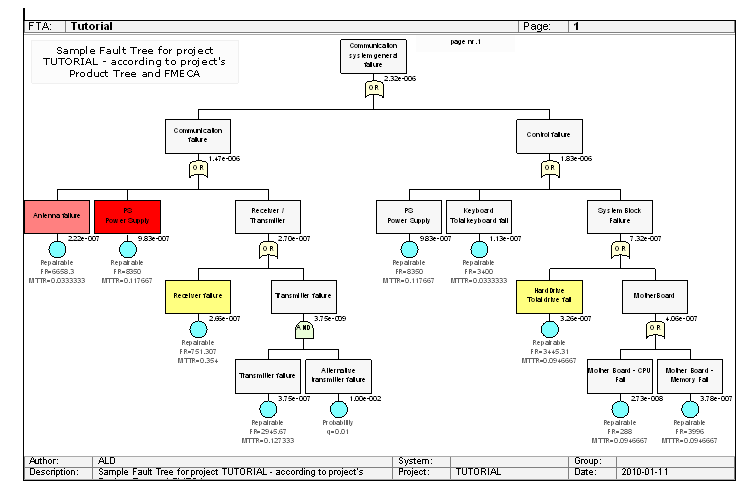 FTA: Tutorial Page: 1
Sample Fault Tree for project
TUTORIAL - according to project's
Product Tree and FMECA
Communication
system general
failure
page nr.1
2.32e-006
OR
Communication
failure
Control failure
1.47e-006
OR
1.83e-006
OR
Antenna failure
PS
Power Supply
Receiver /
Transmitter
PS
Power Supply
Keyboard
Total keyboard fail
System Block
Failure
2.22e-007
9.83e-007
2.70e-007
9.83e-007
1.13e-007
7.32e-007
OR
OR
Repairable
FR=6658.3
MTTR=0.0333333
Repairable
FR=8350
MTTR=0.117667
Repairable
FR=8350
MTTR=0.117667
Repairable
FR=3400
MTTR=0.0333333
Receiver failure
Transmitter failure
Hard Drive
Total drive fail
MotherBoard
2.66e-007
3.75e-009
3.26e-007
4.06e-007
AND
OR
Repairable
FR=751.307
MTTR=0.354
Repairable
FR=3445.31
MTTR=0.0946667
Transmitter failure
Alternative
transmitter failure
Mother Board - CPU
Fail
Mother Board -
Memory Fail
3.75e-007
1.00e-002
2.73e-008
3.78e-007
Repairable
FR=2945.67
MTTR=0.127333
Probability
q=0.01
Repairable
FR=288
MTTR=0.0946667
Repairable
FR=3996
MTTR=0.0946667
Author: ALD System: Group:
Description: Sample Fault Tree for project TUTORIAL - according to project's Project: TUTORIAL Date: 2010-01-11